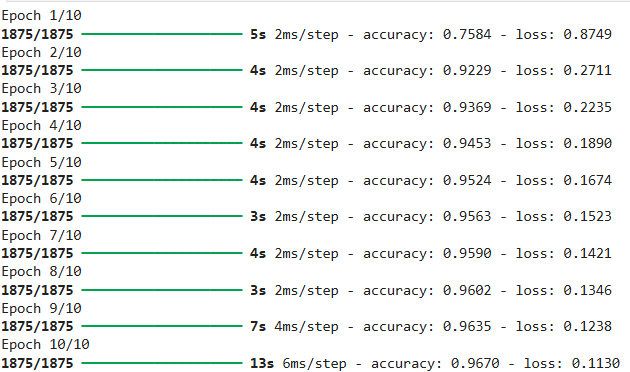 Epoch 1/10
1875/1875 ━━━━━━━━━━━━━━━━━━━━ 5s 2ms/step - accuracy: 0.7584 - loss: 0.8749
Epoch 2/10
1875/1875 ━━━━━━━━━━━━━━━━━━━━ 4s 2ms/step - accuracy: 0.9229 - loss: 0.2711
Epoch 3/10
1875/1875 ━━━━━━━━━━━━━━━━━━━━ 4s 2ms/step - accuracy: 0.9369 - loss: 0.2235
Epoch 4/10
1875/1875 ━━━━━━━━━━━━━━━━━━━━ 4s 2ms/step - accuracy: 0.9453 - loss: 0.1890
Epoch 5/10
1875/1875 ━━━━━━━━━━━━━━━━━━━━ 4s 2ms/step - accuracy: 0.9524 - loss: 0.1674
Epoch 6/10
1875/1875 ━━━━━━━━━━━━━━━━━━━━ 3s 2ms/step - accuracy: 0.9563 - loss: 0.1523
Epoch 7/10
1875/1875 ━━━━━━━━━━━━━━━━━━━━ 4s 2ms/step - accuracy: 0.9590 - loss: 0.1421
Epoch 8/10
1875/1875 ━━━━━━━━━━━━━━━━━━━━ 3s 2ms/step - accuracy: 0.9602 - loss: 0.1346
Epoch 9/10
1875/1875 ━━━━━━━━━━━━━━━━━━━━ 7s 4ms/step - accuracy: 0.9635 - loss: 0.1238
Epoch 10/10
1875/1875 ━━━━━━━━━━━━━━━━━━━━ 13s 6ms/step - accuracy: 0.9670 - loss: 0.1130